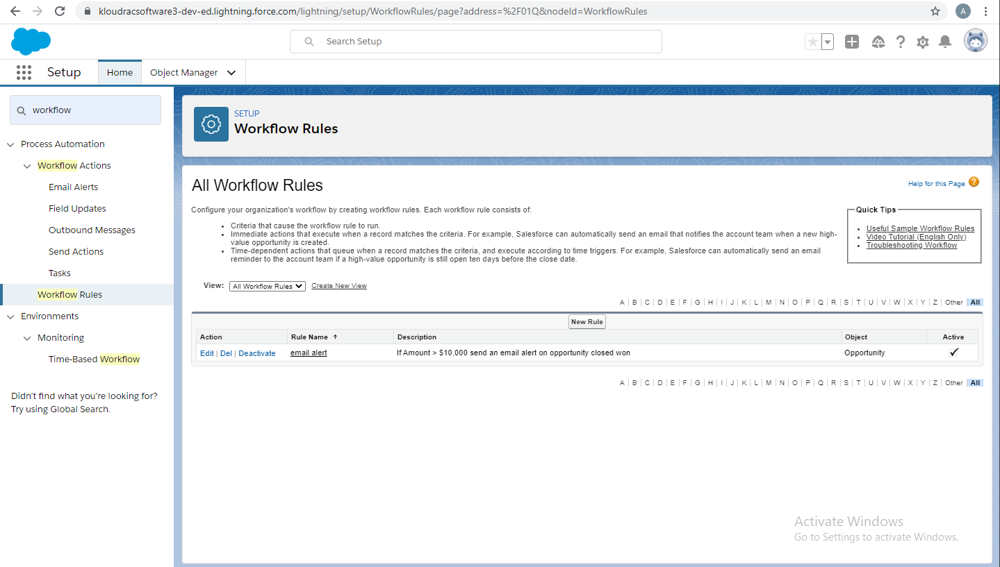 kloudracsoftware3-dev-ed.lightning.force.com/lightning/setup/WorkflowRules/page?address=%2F01Q&nodeId=WorkflowRules
A
Search Setup
Setup
Home
Object Manager
workflow
Process Automation
Workflow Actions
Email Alerts
Field Updates
Outbound Messages
Send Actions
Tasks
Workflow Rules
Environments
Monitoring
Time-Based Workflow
Didn't find what you're looking for?
Try using Global Search.
SETUP
Workflow Rules
All Workflow Rules
Help for this Page ?
Configure your organization's workflow by creating workflow rules. Each workflow rule consists of:
• Criteria that cause the workflow rule to run.
• Immediate actions that execute when a record matches the criteria. For example, Salesforce can automatically send an email that notifies the account team when a new high-
value opportunity is created.
• Time-dependent actions that queue when a record matches the criteria, and execute according to time triggers. For example, Salesforce can automatically send an email
reminder to the account team if a high-value opportunity is still open ten days before the close date.
Quick Tips
• Useful Sample Workflow Rules
• Video Tutorial (English Only)
• Troubleshooting Workflow
View: All Workflow Rules Create New View
A | B | C | D | E | F | G | H | I | J | K | L | M | N | O | P | Q | R | S | T | U | V | W | X | Y | Z | Other | All
New Rule
Action Rule Name ↑ Description Object Active
Edit | Del | Deactivate email alert If Amount > $10,000 send an email alert on opportunity closed won Opportunity ✓
A | B | C | D | E | F | G | H | I | J | K | L | M | N | O | P | Q | R | S | T | U | V | W | X | Y | Z | Other | All
Activate Windows
Go to Settings to activate Windows.